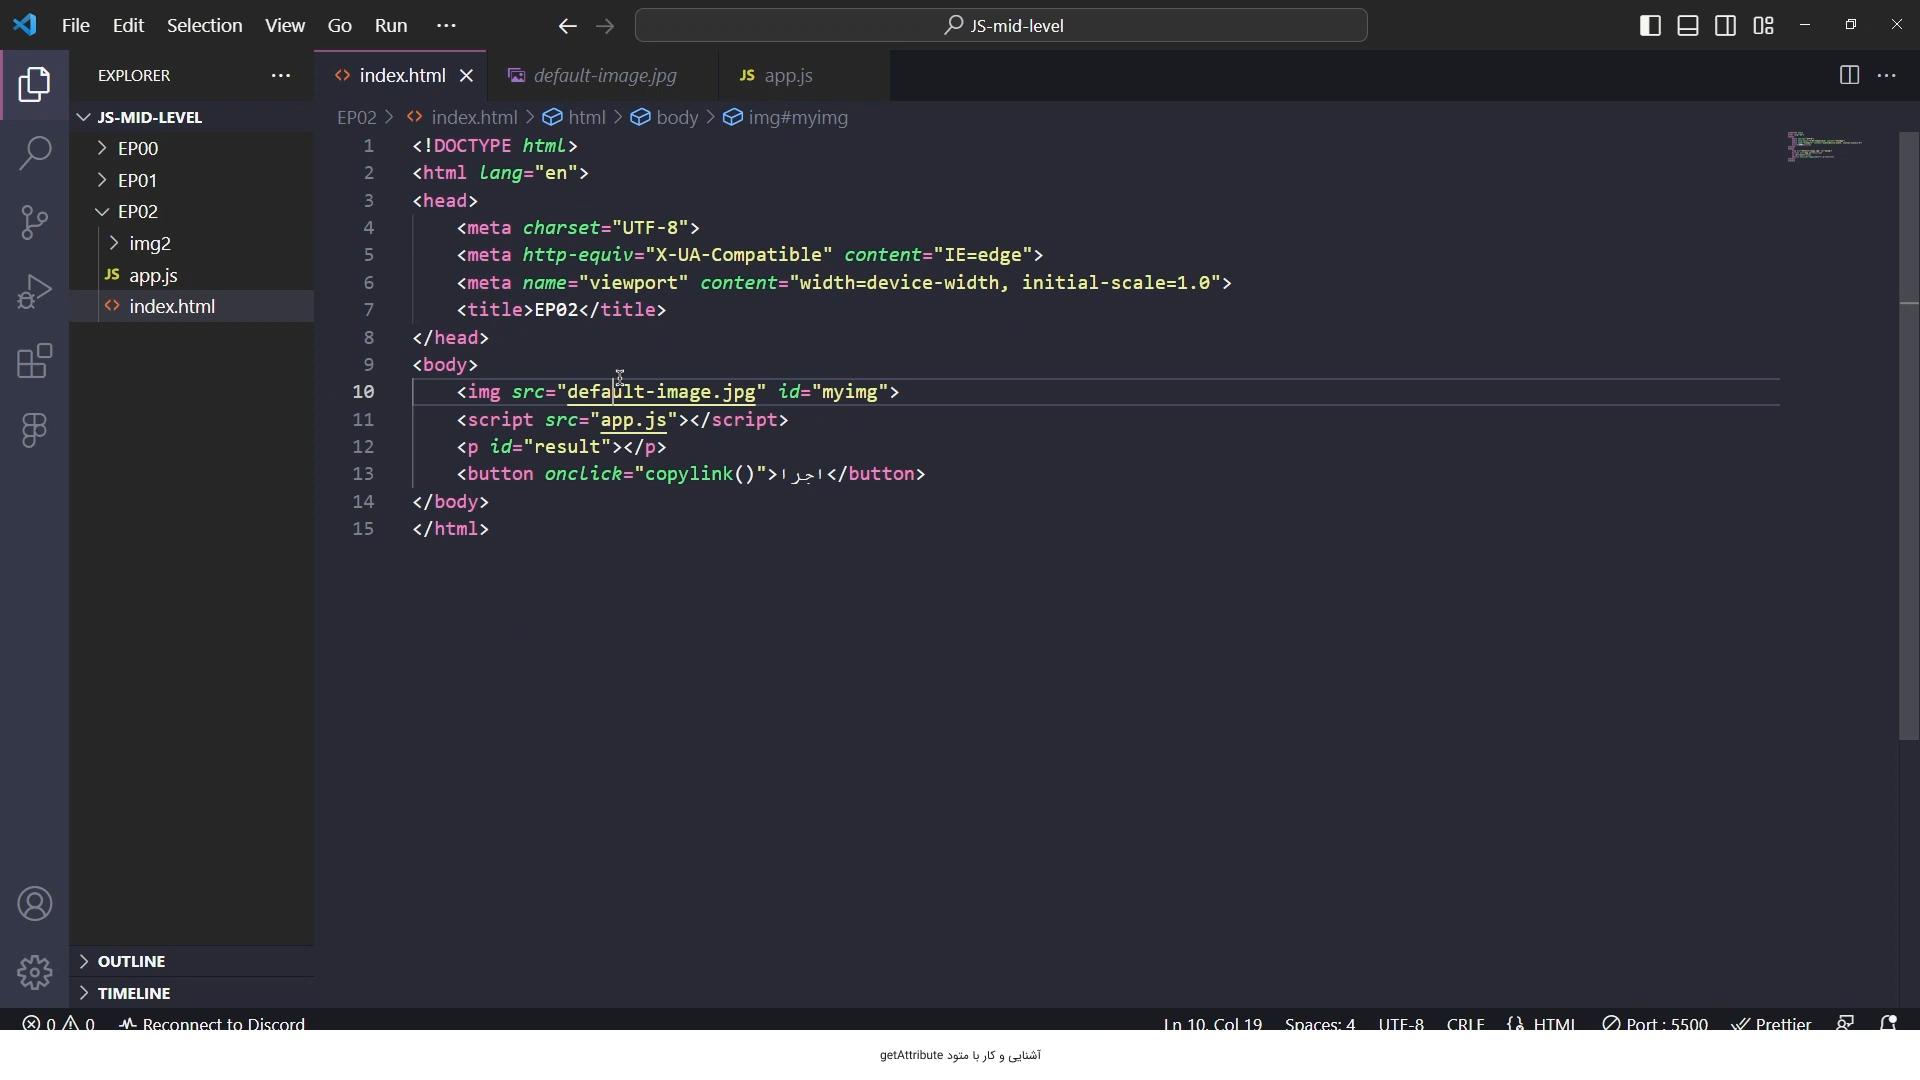 File Edit Selection View Go Run ··· JS-mid-level
EXPLORER ···
index.html
default-image.jpg
JS app.js
JS-MID-LEVEL
EP02 > index.html > html > body > img#myimg
EP00
EP01
EP02
img2
JS app.js
index.html
1 <!DOCTYPE html>
2 <html lang="en">
3 <head>
4 <meta charset="UTF-8">
5 <meta http-equiv="X-UA-Compatible" content="IE=edge">
6 <meta name="viewport" content="width=device-width, initial-scale=1.0">
7 <title>EP02</title>
8 </head>
9 <body>
10 <img src="default-image.jpg" id="myimg">
11 <script src="app.js"></script>
12 <p id="result"></p>
13 <button onclick="copylink()">اجرا</button>
14 </body>
15 </html>
OUTLINE
TIMELINE
0 0 Reconnect to Discord Ln 10, Col 19 Spaces: 4 UTF-8 CRLF HTML Port : 5500 Prettier
آشنایی و کار با متود getAttribute